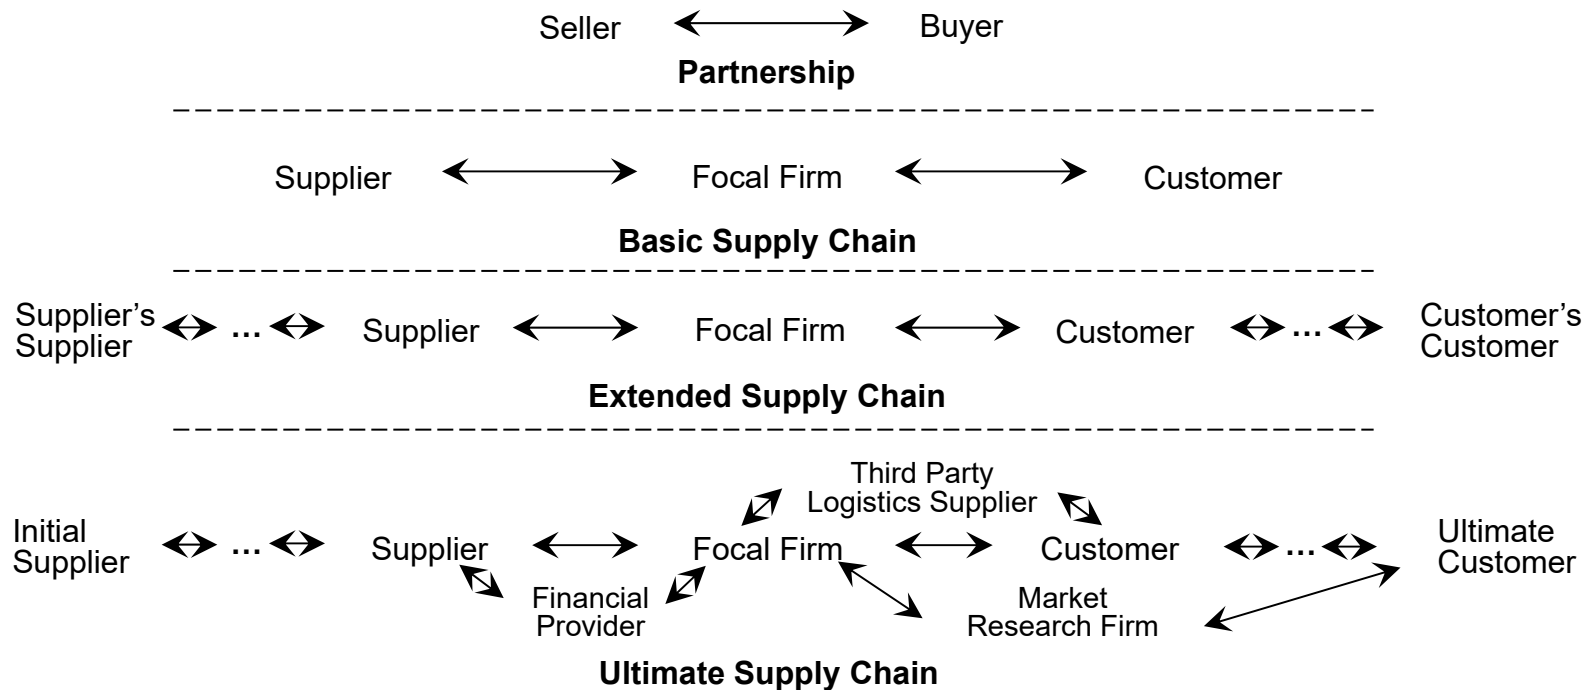 Seller Buyer
Partnership
Supplier Focal Firm Customer
Basic Supply Chain
Supplier’s
Supplier
... Supplier Focal Firm Customer ...
Customer’s
Customer
Extended Supply Chain
Third Party
Logistics Supplier
Initial
Supplier
... Supplier Focal Firm Customer ...
Ultimate
Customer
Financial
Provider
Market
Research Firm
Ultimate Supply Chain